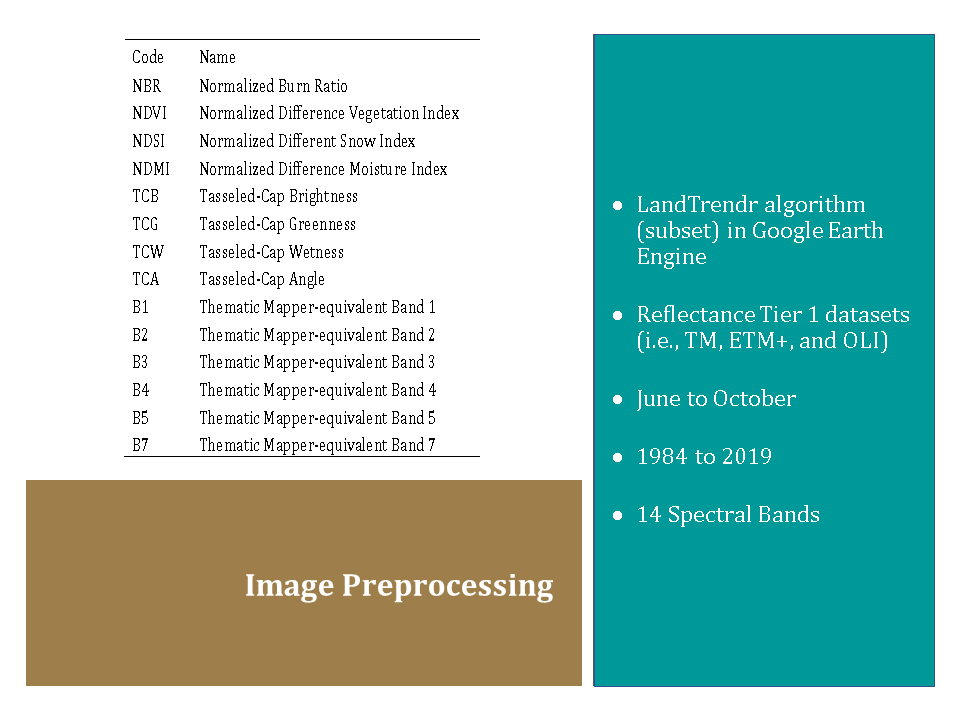 Code Name
NBR Normalized Burn Ratio
NDVI Normalized Difference Vegetation Index
NDSI Normalized Different Snow Index
NDMI Normalized Difference Moisture Index
TCB Tasseled-Cap Brightness
TCG Tasseled-Cap Greenness
TCW Tasseled-Cap Wetness
TCA Tasseled-Cap Angle
B1 Thematic Mapper-equivalent Band 1
B2 Thematic Mapper-equivalent Band 2
B3 Thematic Mapper-equivalent Band 3
B4 Thematic Mapper-equivalent Band 4
B5 Thematic Mapper-equivalent Band 5
B7 Thematic Mapper-equivalent Band 7
Image Preprocessing
• LandTrendr algorithm
(subset) in Google Earth
Engine
• Reflectance Tier 1 datasets
(i.e., TM, ETM+, and OLI)
• June to October
• 1984 to 2019
• 14 Spectral Bands